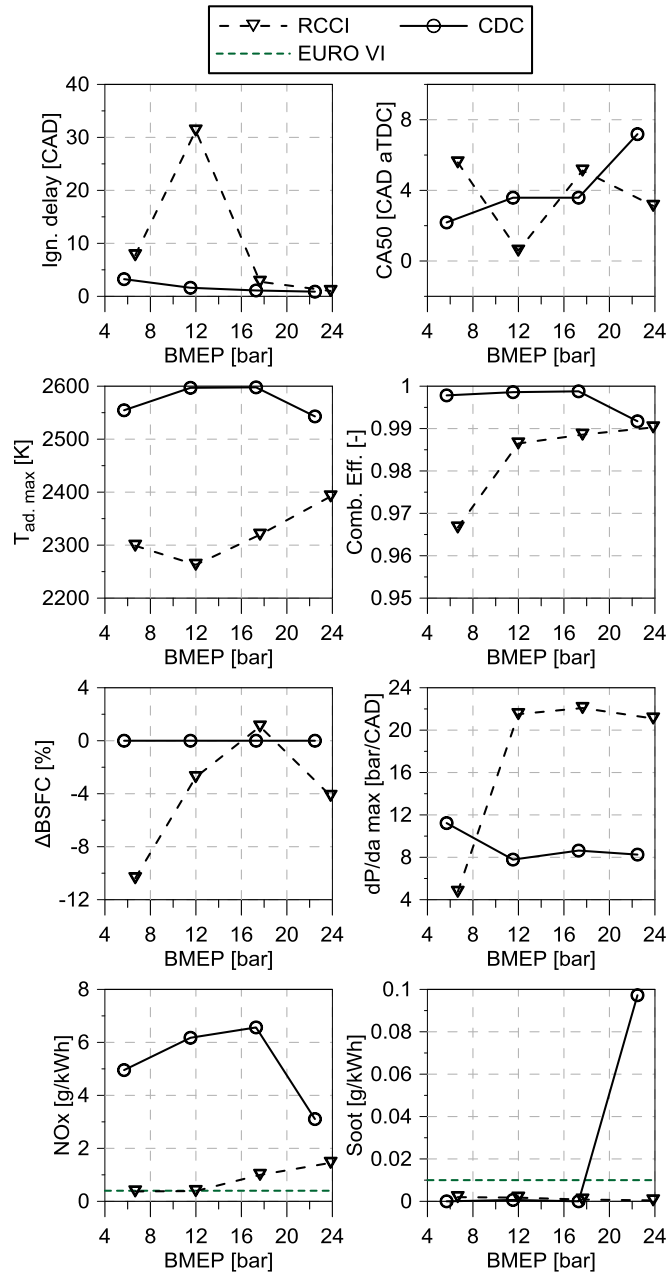 RCCI
CDC
EURO VI
40
30
20
10
0
Ign. delay [CAD]
4 8 12 16 20 24
BMEP [bar]
8
4
0
CA50 [CAD aTDC]
4 8 12 16 20 24
BMEP [bar]
2600
2500
2400
2300
2200
Tad. max [K]
4 8 12 16 20 24
BMEP [bar]
1
0.99
0.98
0.97
0.96
0.95
Comb. Eff. [-]
4 8 12 16 20 24
BMEP [bar]
4
0
-4
-8
-12
ΔBSFC [%]
4 8 12 16 20 24
BMEP [bar]
24
20
16
12
8
4
dP/da max [bar/CAD]
4 8 12 16 20 24
BMEP [bar]
8
6
4
2
0
NOx [g/kWh]
4 8 12 16 20 24
BMEP [bar]
0.1
0.08
0.06
0.04
0.02
0
Soot [g/kWh]
4 8 12 16 20 24
BMEP [bar]